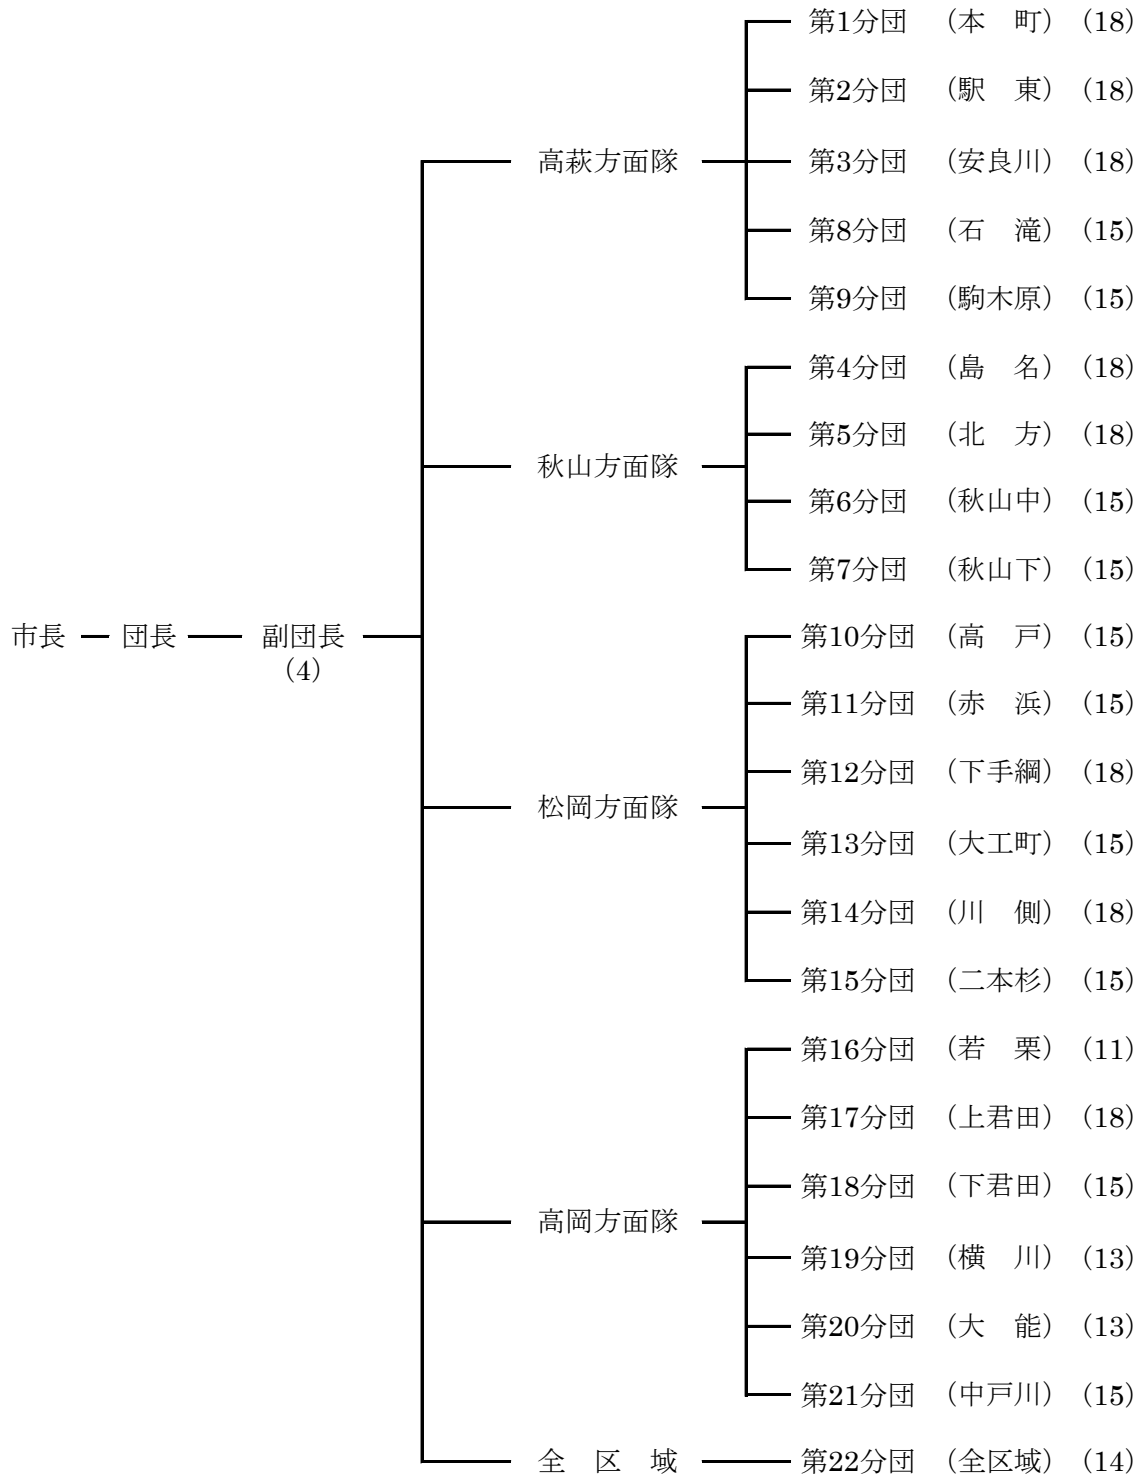 第1分団 （本　町） （18）
第2分団 （駅　東） （18）
高萩方面隊 第3分団 （安良川） （18）
第8分団 （石　滝） （15）
第9分団 （駒木原） （15）
第4分団 （島　名） （18）
第5分団 （北　方） （18）
秋山方面隊
第6分団 （秋山中） （15）
第7分団 （秋山下） （15）
市長 団長 副団長 第10分団 （高　戸） （15）
（4）
第11分団 （赤　浜） （15）
第12分団 （下手綱） （18）
松岡方面隊
第13分団 （大工町） （15）
第14分団 （川　側） （18）
第15分団 （二本杉） （15）
第16分団 （若　栗） （11）
第17分団 （上君田） （18）
第18分団 （下君田） （15）
高岡方面隊
第19分団 （横　川） （13）
第20分団 （大　能） （13）
第21分団 （中戸川） （15）
全　区　域 第22分団 （全区域） （14）